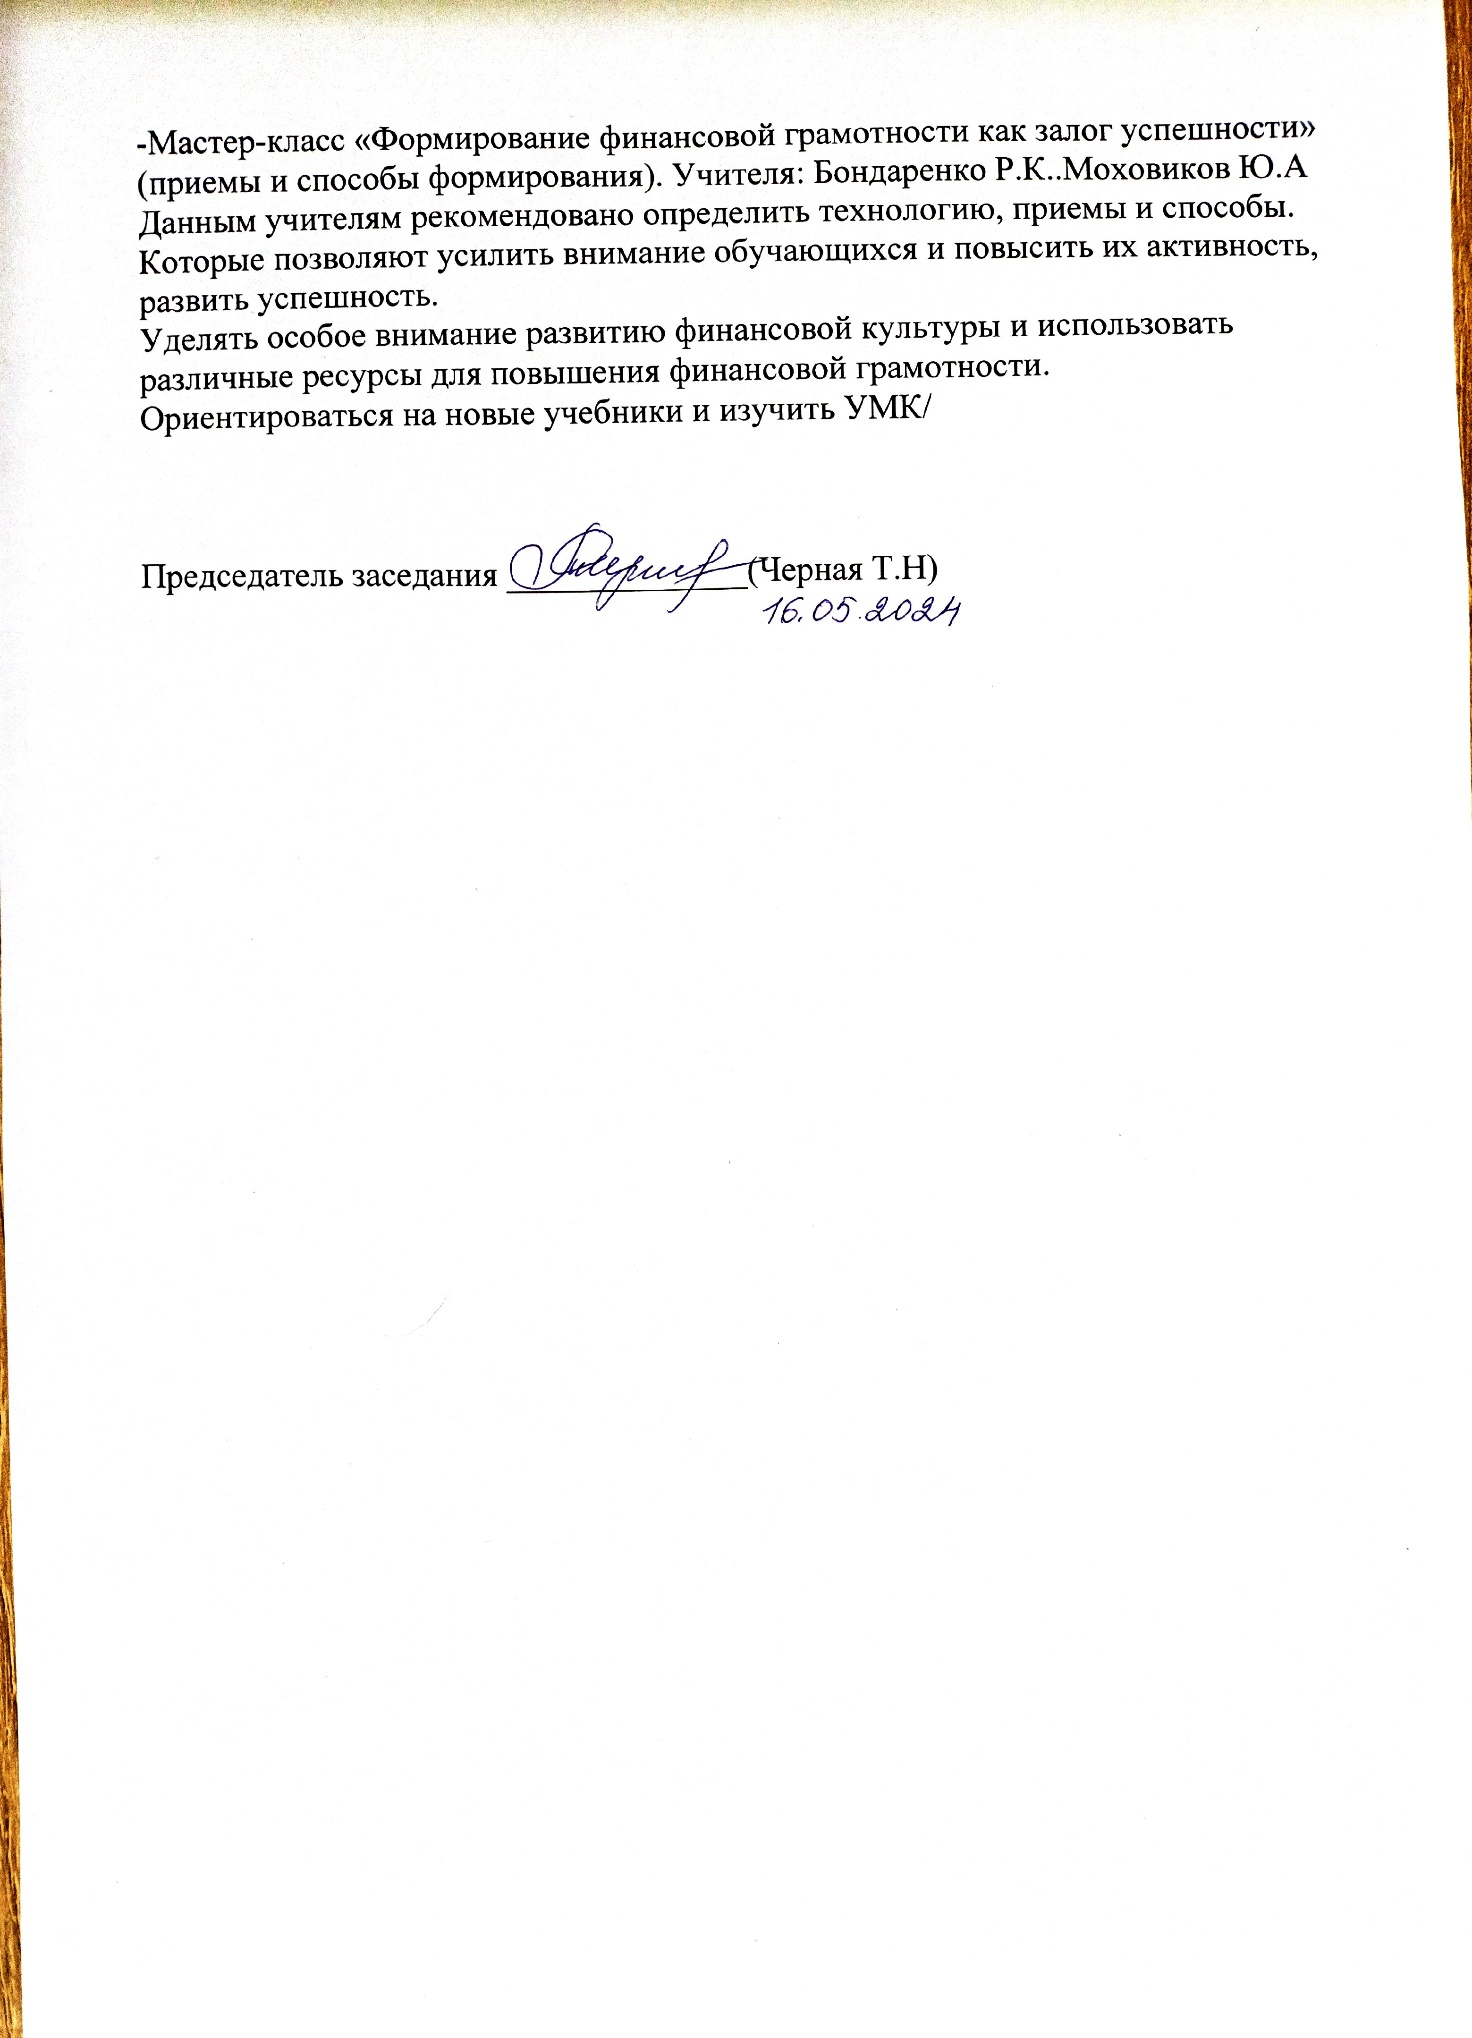 -Мастер-класс «Формирование финансовой грамотности как залог успешности»
(приемы и способы формирования). Учителя: Бондаренко Р.К..Моховиков Ю.А
Данным учителям рекомендовано определить технологию, приемы и способы.
Которые позволяют усилить внимание обучающихся и повысить их активность,
развить успешность.
Уделять особое внимание развитию финансовой культуры и использовать
различные ресурсы для повышения финансовой грамотности.
Ориентироваться на новые учебники и изучить УМК/
Председатель заседания (Черная Т.Н)
16.05.2024